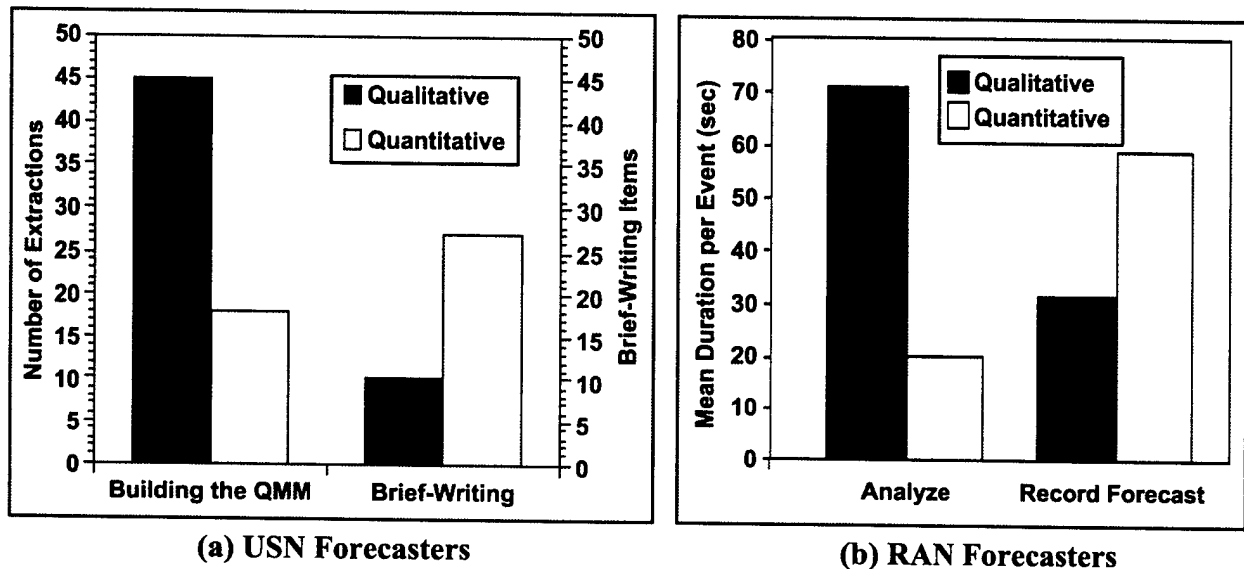 50
45
40
35
30
25
20
15
10
5
0
Number of Extractions
Qualitative
Quantitative
50
45
40
35
30
25
20
15
10
5
0
Brief-Writing Items
Building the QMM
Brief-Writing
(a) USN Forecasters
80
70
60
50
40
30
20
10
0
Mean Duration per Event (sec)
Qualitative
Quantitative
Analyze
Record Forecast
(b) RAN Forecasters